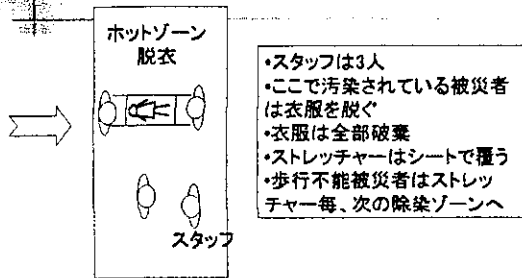 ホットゾーン
脱衣
スタッフ
•スタッフは3人
•ここで汚染されている被災者
は衣服を脱ぐ
•衣服は全部破棄
•ストレッチャーはシートで覆う
•歩行不能被災者はストレッ
チャー毎、次の除染ゾーンへ